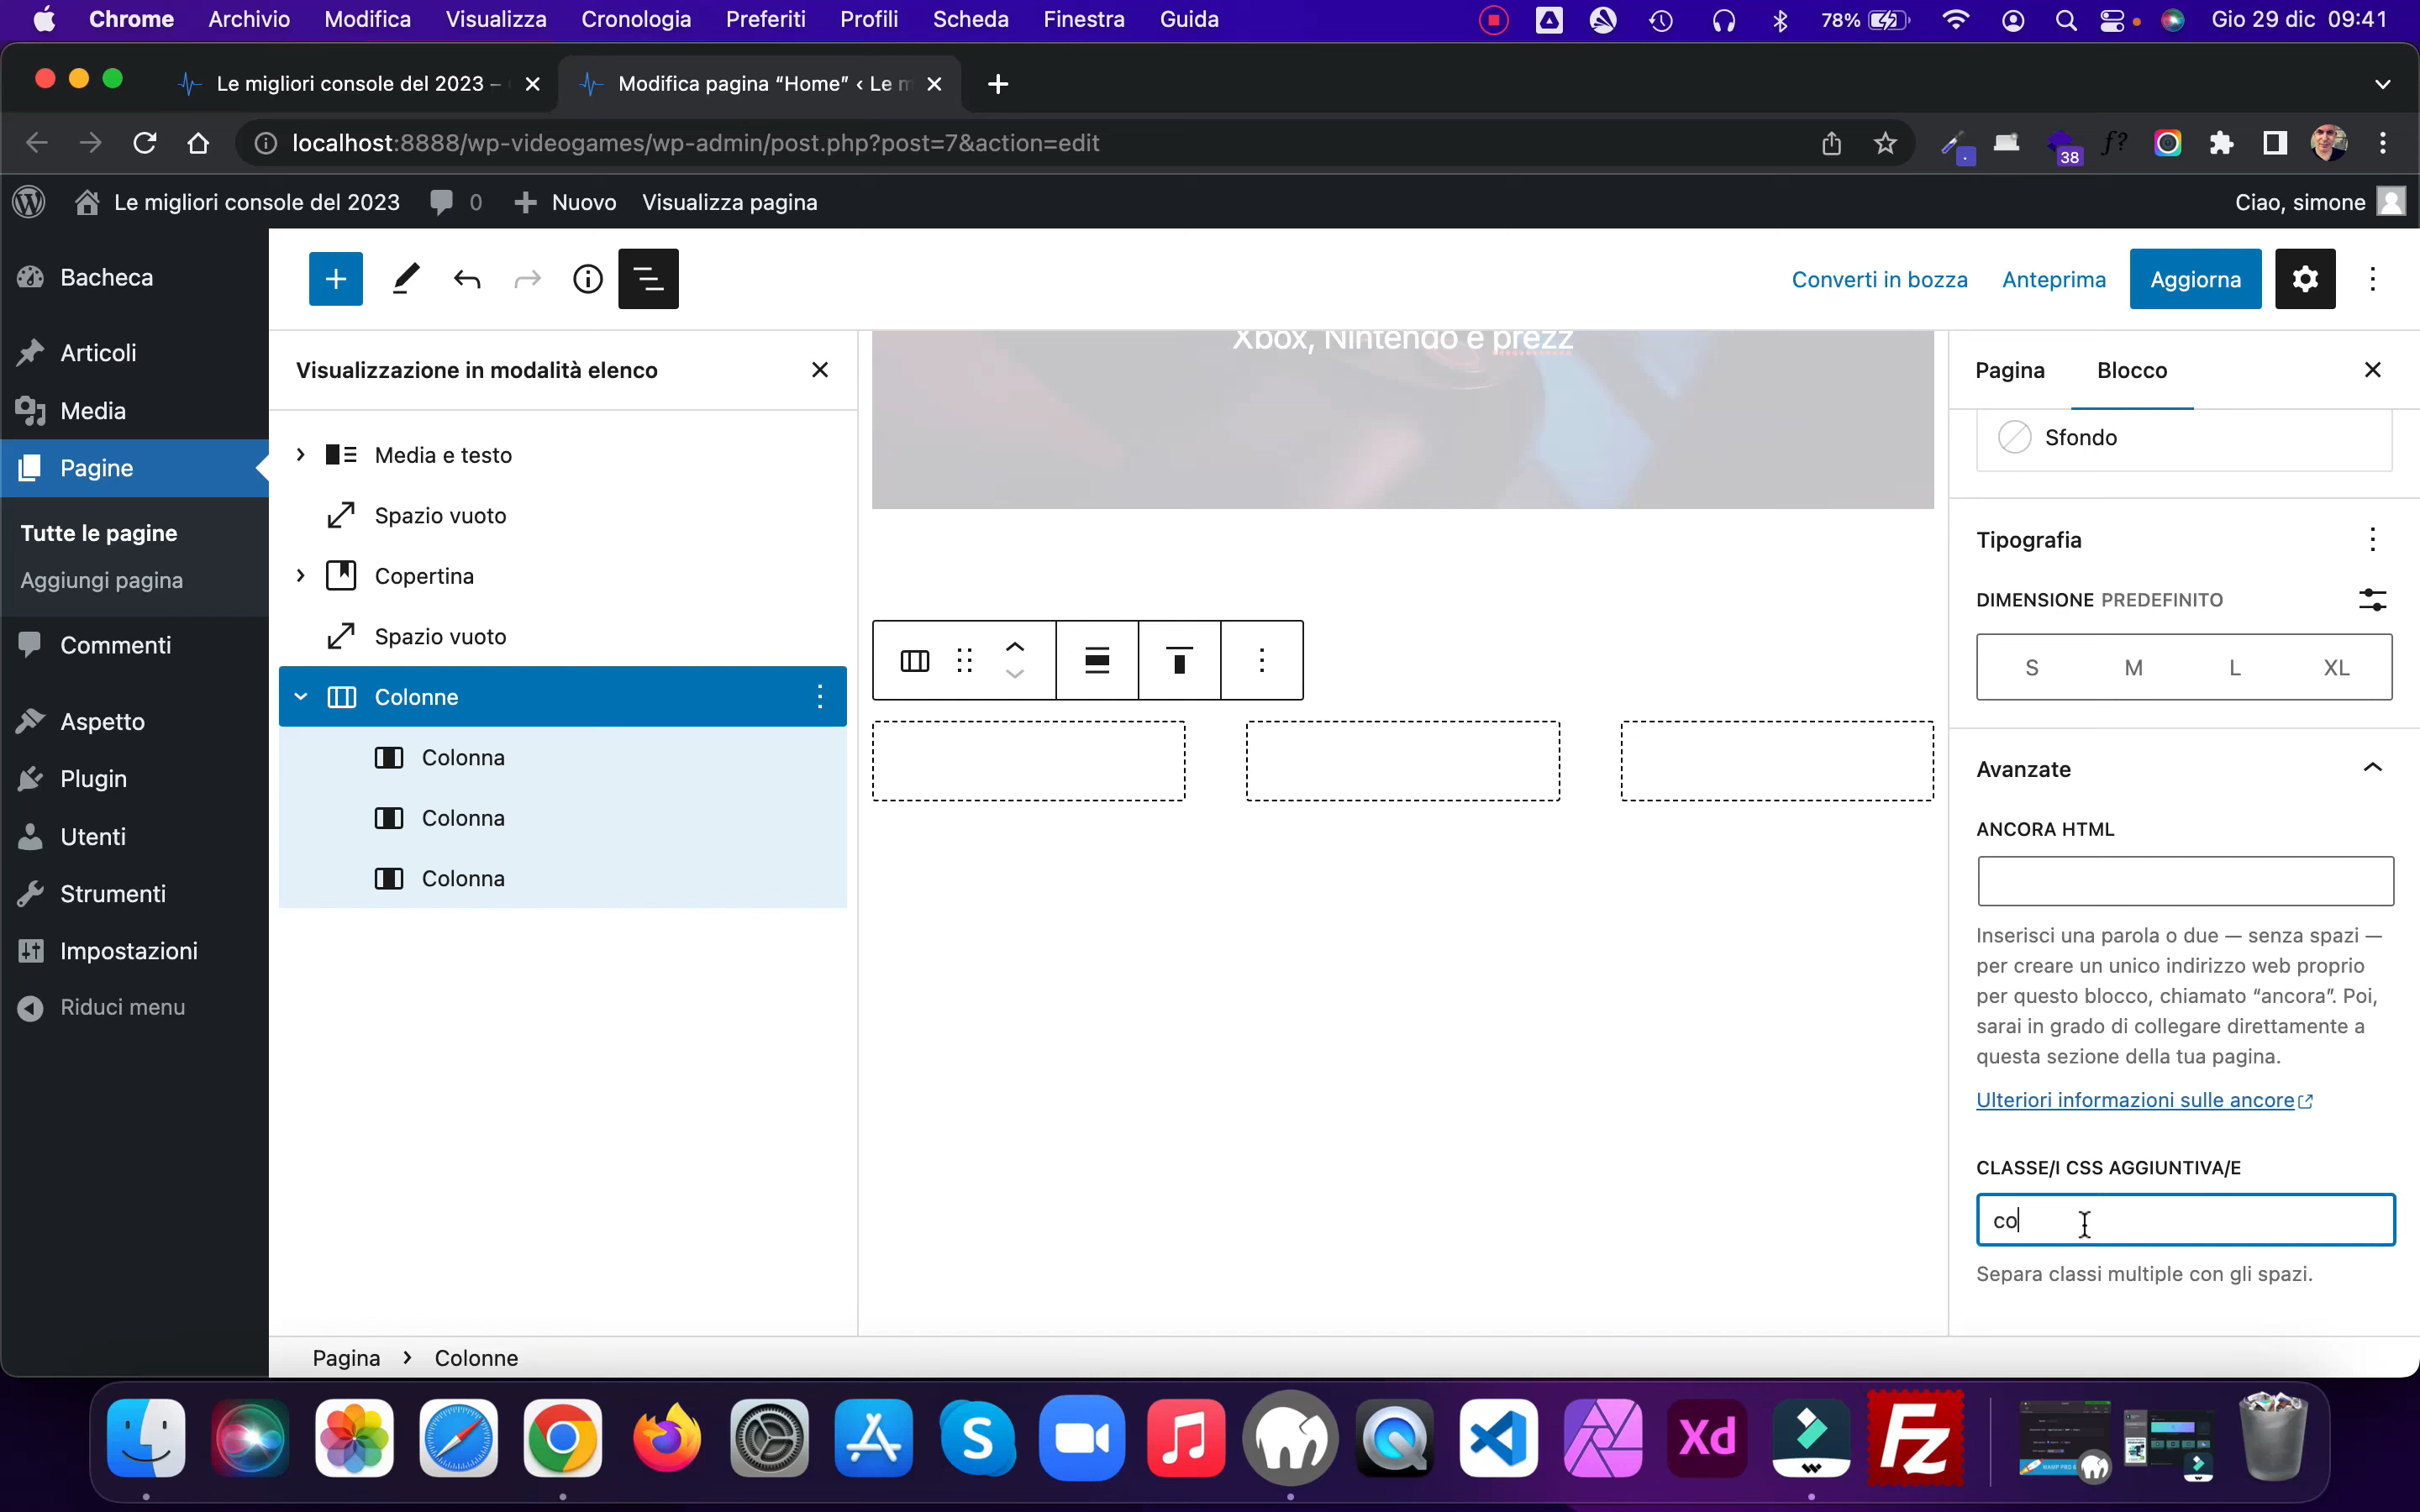 Chrome Archivio Modifica Visualizza Cronologia Preferiti Profili Scheda Finestra Guida 78% Gio 29 dic 09:41
Le migliori console del 2023 – Modifica pagina “Home” ‹ Le m
localhost:8888/wp-videogames/wp-admin/post.php?post=7&action=edit f? 38
Le migliori console del 2023 0 Nuovo Visualizza pagina Ciao, simone
Bacheca
Articoli
Media
Pagine
Tutte le pagine
Aggiungi pagina
Commenti
Aspetto
Plugin
Utenti
Strumenti
Impostazioni
Riduci menu
Converti in bozza Anteprima Aggiorna
Visualizzazione in modalità elenco
Media e testo
Spazio vuoto
Copertina
Spazio vuoto
Colonne
Colonna
Colonna
Colonna
Xbox, Nintendo e prezz
Pagina Blocco
Sfondo
Tipografia
DIMENSIONE PREDEFINITO
S M L XL
Avanzate
ANCORA HTML
Inserisci una parola o due — senza spazi —
per creare un unico indirizzo web proprio
per questo blocco, chiamato “ancora”. Poi,
sarai in grado di collegare direttamente a
questa sezione della tua pagina.
Ulteriori informazioni sulle ancore
CLASSE/I CSS AGGIUNTIVA/E
co
Separa classi multiple con gli spazi.
Pagina › Colonne
S Xd Fz